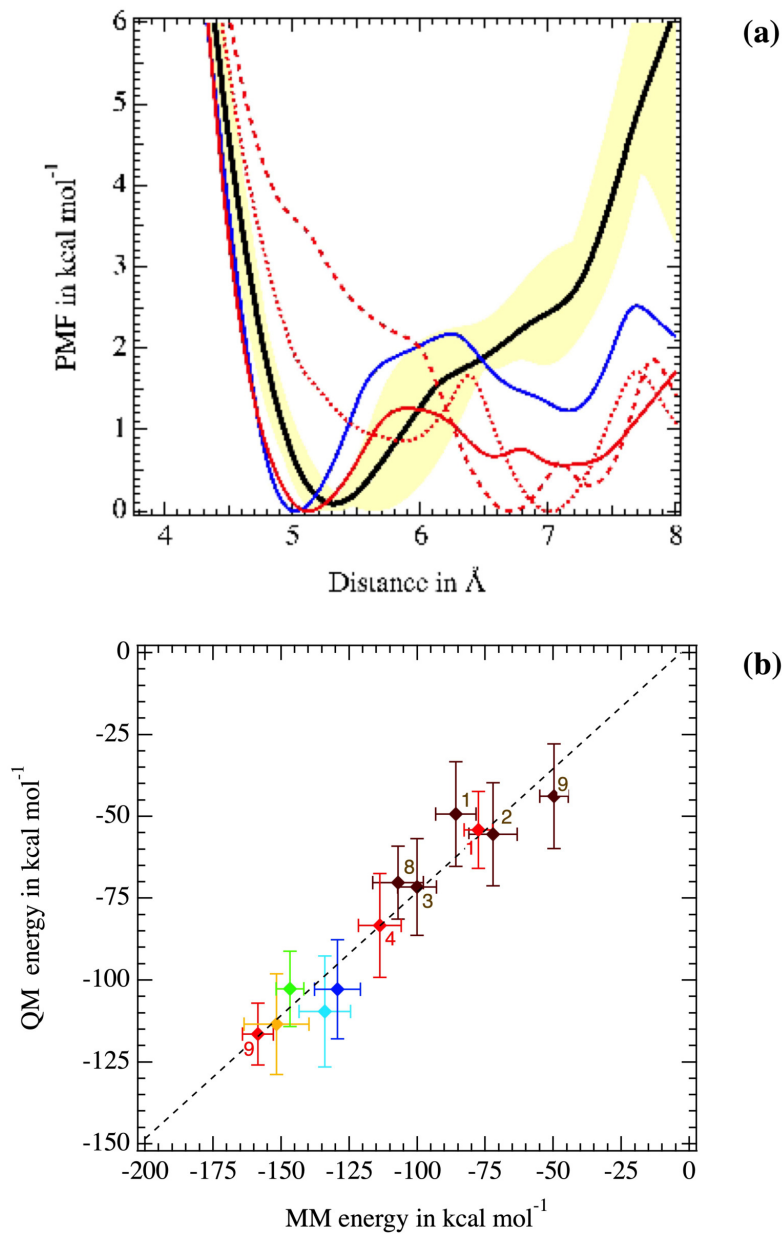 (a)
PMF in kcal mol⁻¹
6
5
4
3
2
1
0
4 5 6 7 8
Distance in Å
(b)
QM energy in kcal mol⁻¹
0
-25
-50
-75
-100
-125
-150
1
9
2
1
8
3
4
9
-200 -175 -150 -125 -100 -75 -50 -25 0
MM energy in kcal mol⁻¹